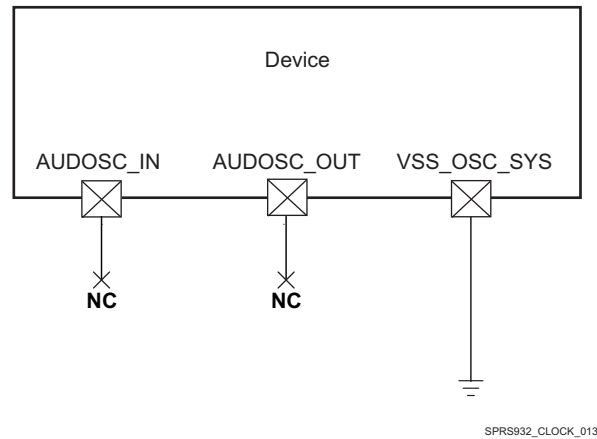 Device
AUDOSC_IN AUDOSC_OUT VSS_OSC_SYS
NC NC
SPRS932_CLOCK_013